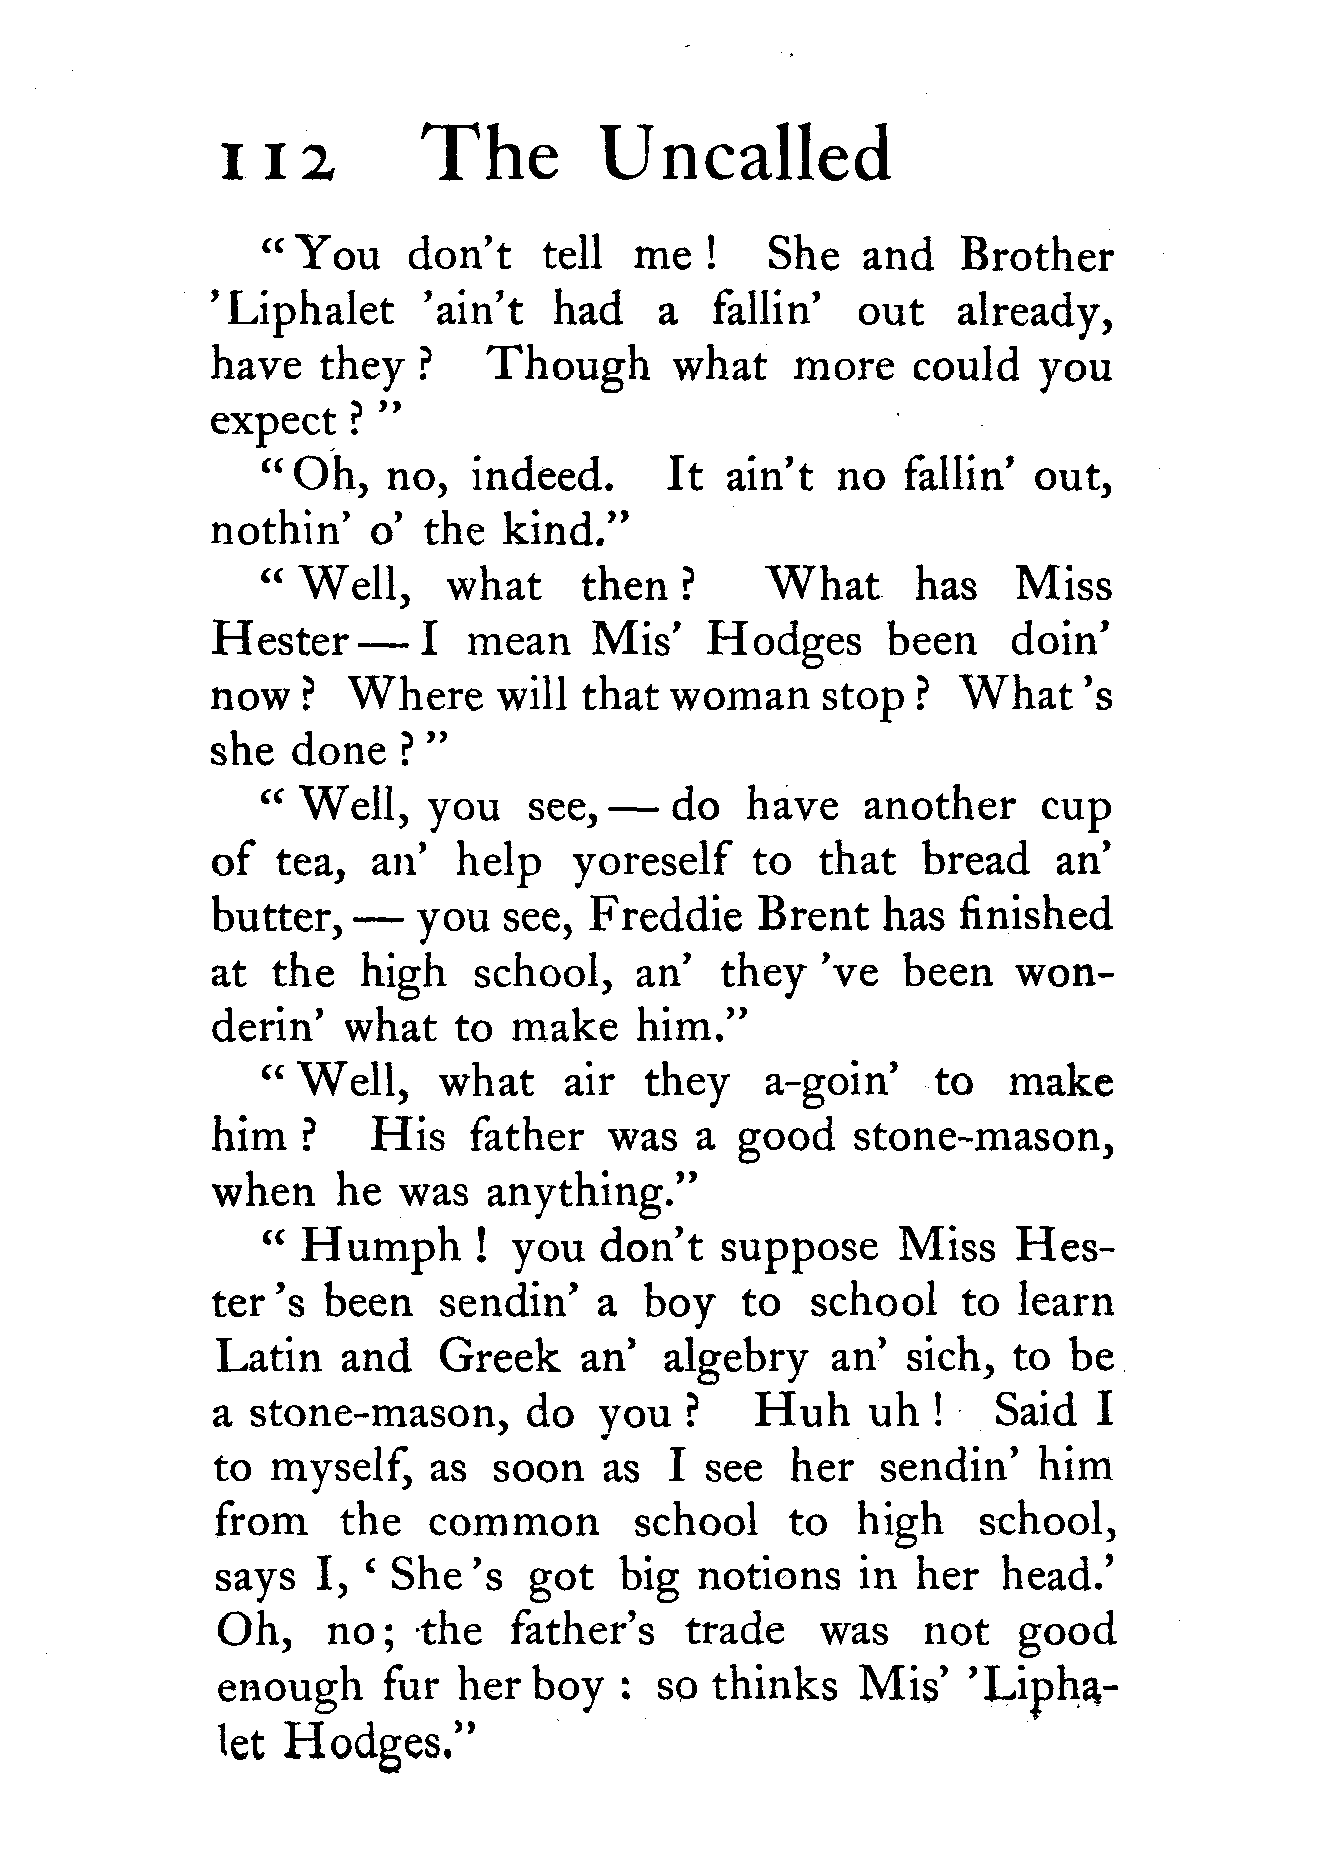 112 The Uncalled
“ You don’t tell me ! She and Brother
’Liphalet ’ain’t had a fallin’ out already,
have they ? Though what more could you
expect ? ”
“ Oh, no, indeed. It ain’t no fallin’ out,
nothin’ o’ the kind.”
“ Well, what then ? What has Miss
Hester — I mean Mis’ Hodges been doin’
now ? Where will that woman stop ? What ’s
she done ? ”
“ Well, you see, — do have another cup
of tea, an’ help yoreself to that bread an’
butter, — you see, Freddie Brent has finished
at the high school, an’ they ’ve been won-
derin’ what to make him.”
“ Well, what air they a-goin’ to make
him ? His father was a good stone-mason,
when he was anything.”
“ Humph ! you don’t suppose Miss Hes-
ter ’s been sendin’ a boy to school to learn
Latin and Greek an’ algebry an’ sich, to be
a stone-mason, do you ? Huh uh ! Said I
to myself, as soon as I see her sendin’ him
from the common school to high school,
says I, ‘ She ’s got big notions in her head.’
Oh, no ; the father’s trade was not good
enough fur her boy : so thinks Mis’ ’Lipha-
let Hodges.”